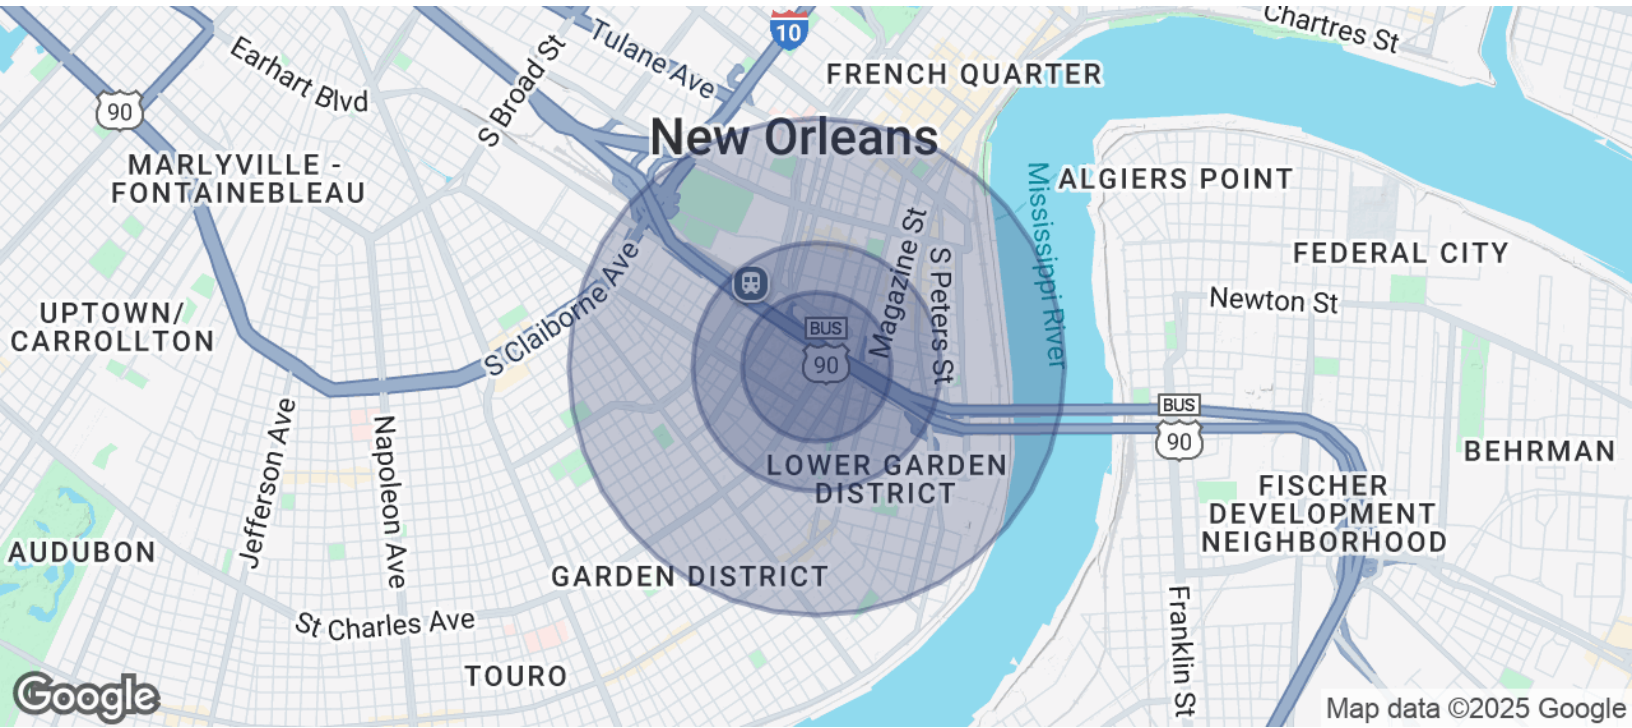 Chartres St
10
Tulane Ave
Earhart Blvd
S Broad St
FRENCH QUARTER
90
New Orleans
MARLYVILLE -
FONTAINEBLEAU
ALGIERS POINT
Mississippi River
Magazine St
S Peters St
FEDERAL CITY
S Claiborne Ave
Newton St
UPTOWN/
CARROLLTON
BUS
90
BUS
90
Jefferson Ave
Napoleon Ave
BEHRMAN
LOWER GARDEN
DISTRICT
FISCHER
DEVELOPMENT
NEIGHBORHOOD
AUDUBON
GARDEN DISTRICT
St Charles Ave
Franklin St
TOURO
Google
Map data ©2025 Google